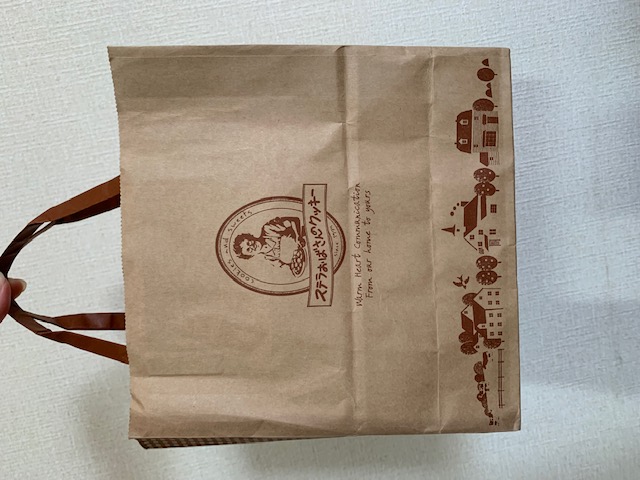 Cookies and Sweets
ステラおばさんのクッキー
Warm Heart Communication
From our home to yours